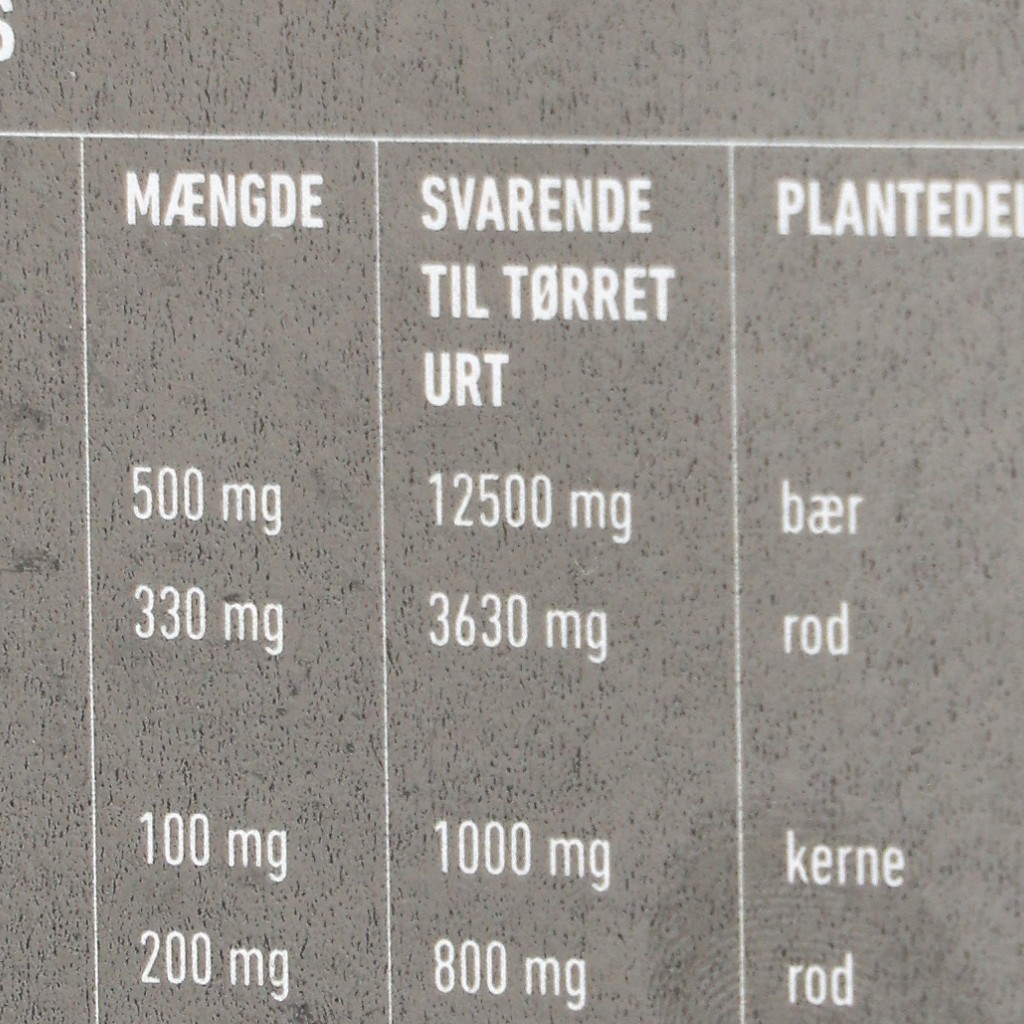 MÆNGDE SVARENDE TIL TØRRET URT
500 mg 12500 mg bær
330 mg 3630 mg rod
100 mg 1000 mg kerne
200 mg 800 mg rod